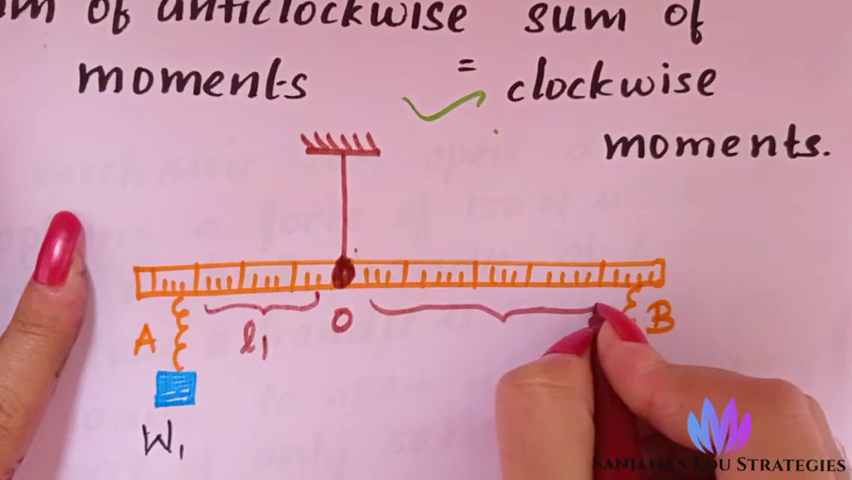 of anticlockwise sum of
moments = clockwise
moments.
A l₁ O B
W₁
SANJANA'S EDU STRATEGIES